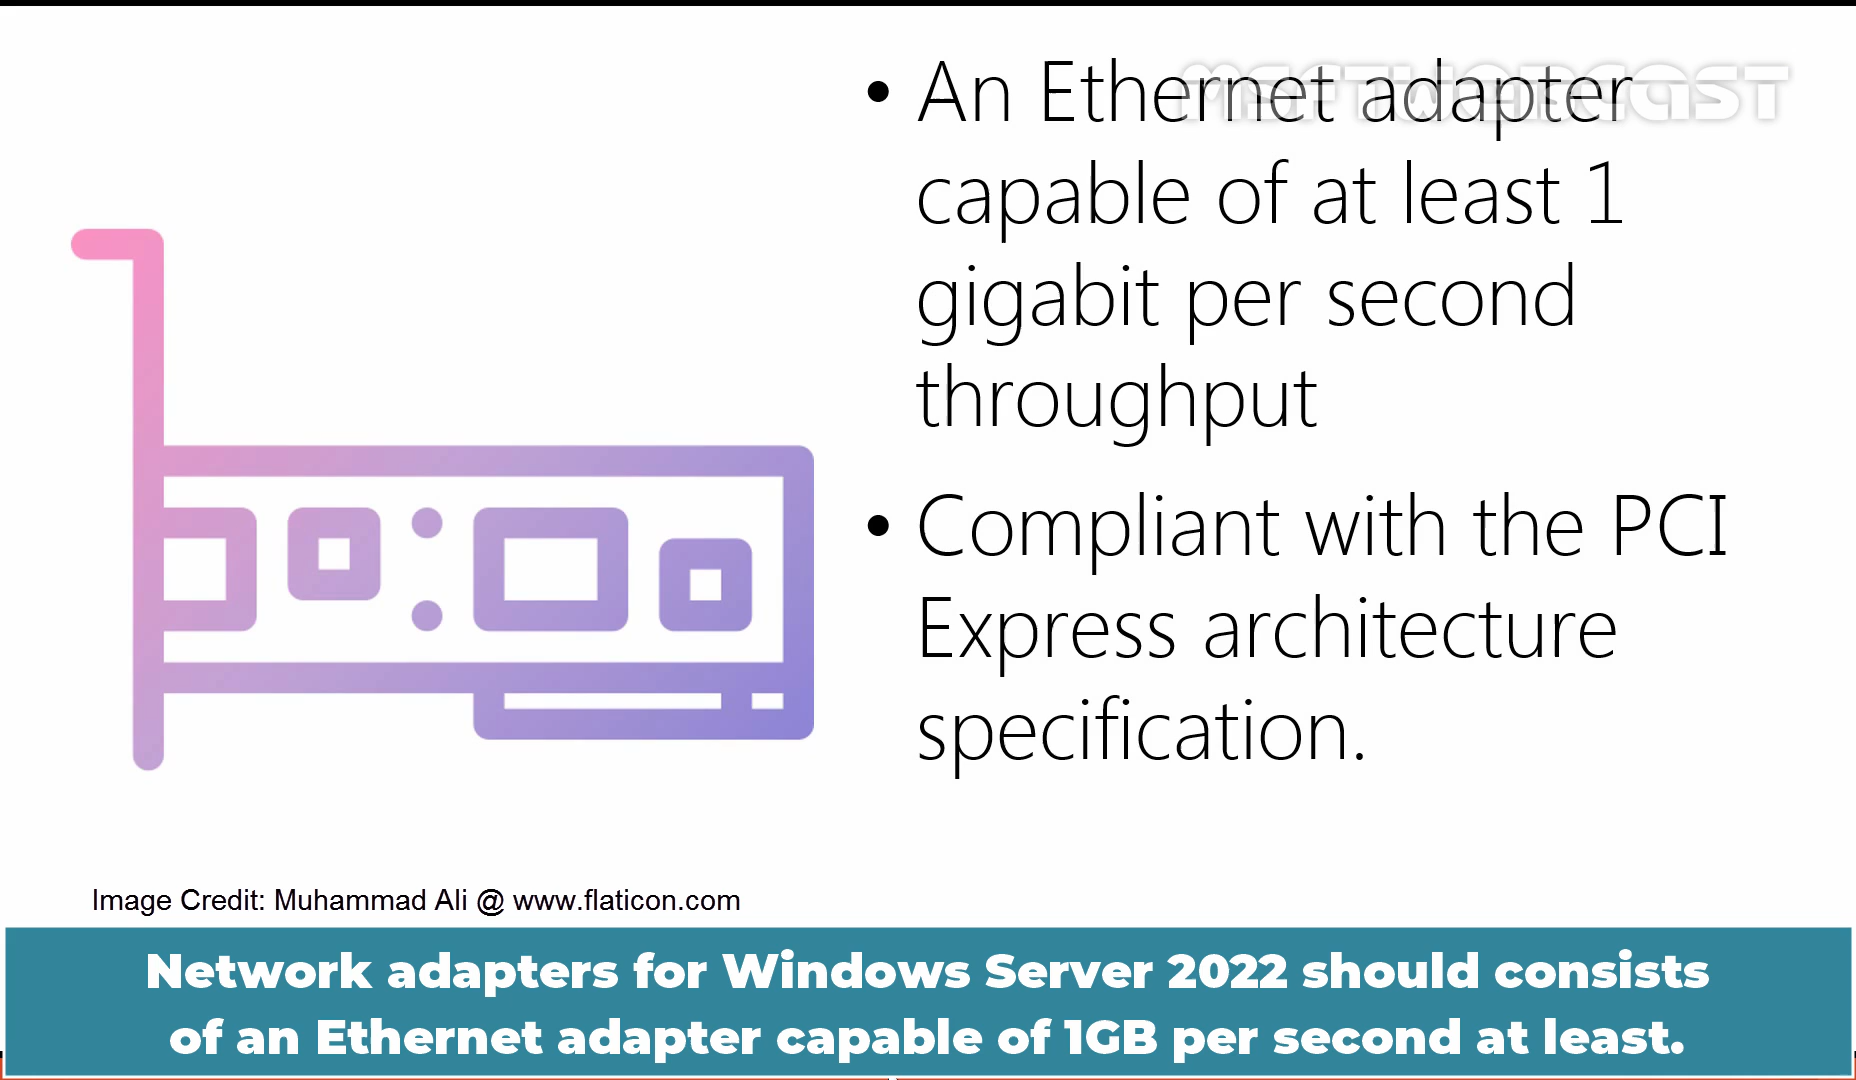 MSFTWEBCAST
• An Ethernet adapter
capable of at least 1
gigabit per second
throughput
• Compliant with the PCI
Express architecture
specification.
Image Credit: Muhammad Ali @ www.flaticon.com
Network adapters for Windows Server 2022 should consists
of an Ethernet adapter capable of 1GB per second at least.